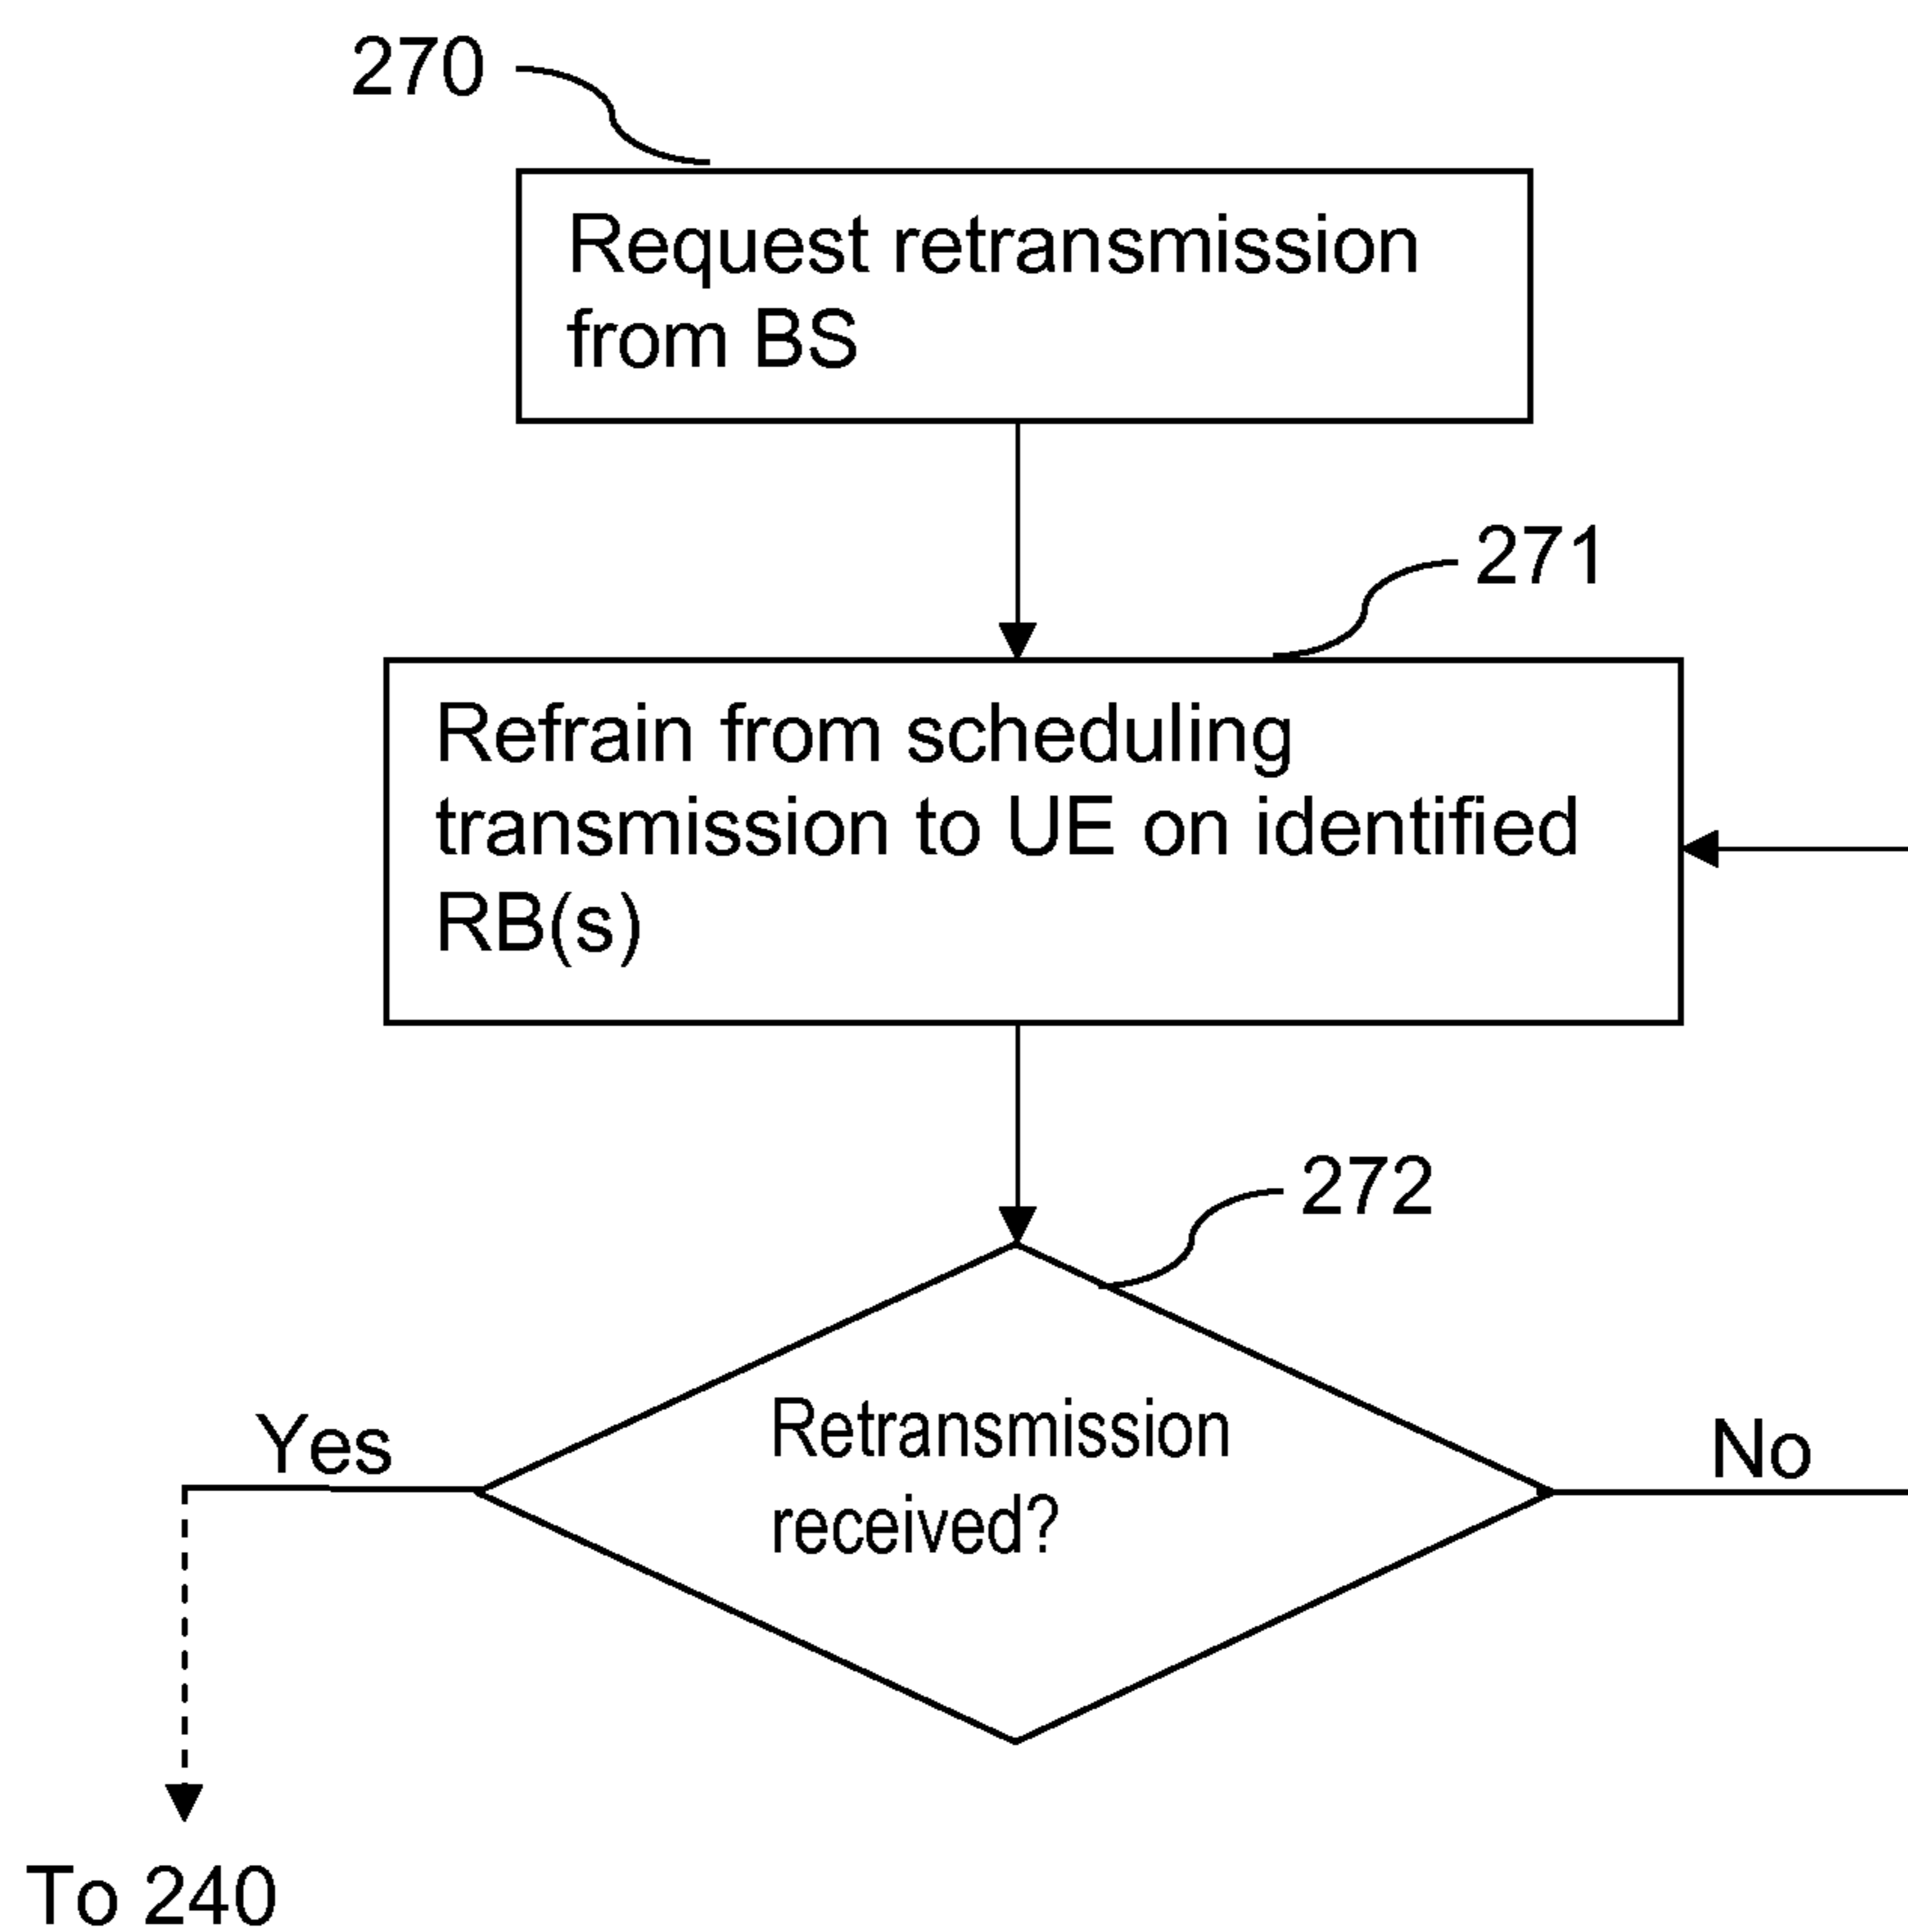 270
Request retransmission
from BS
271
Refrain from scheduling
transmission to UE on identified
RB(s)
272
Retransmission
received?
Yes
No
To 240